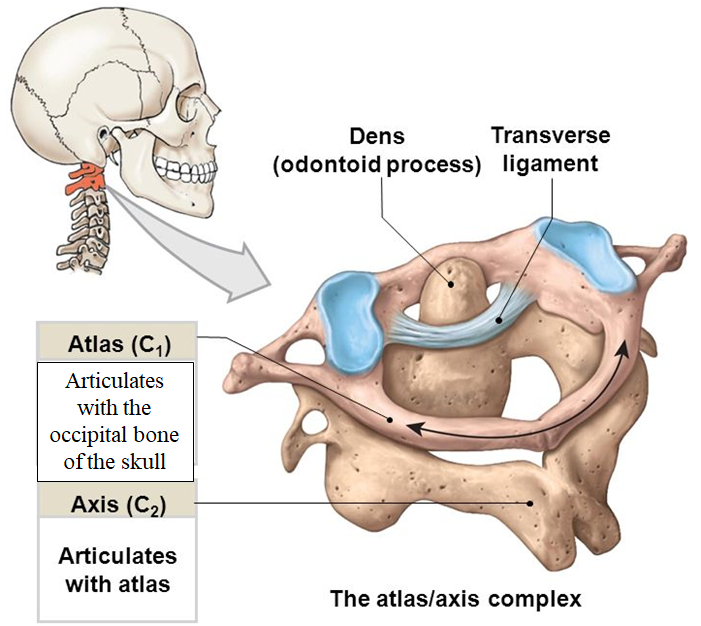 Dens
(odontoid process)
Transverse
ligament
Atlas (C₁)
Articulates
with the
occipital bone
of the skull
Axis (C₂)
Articulates
with atlas
The atlas/axis complex